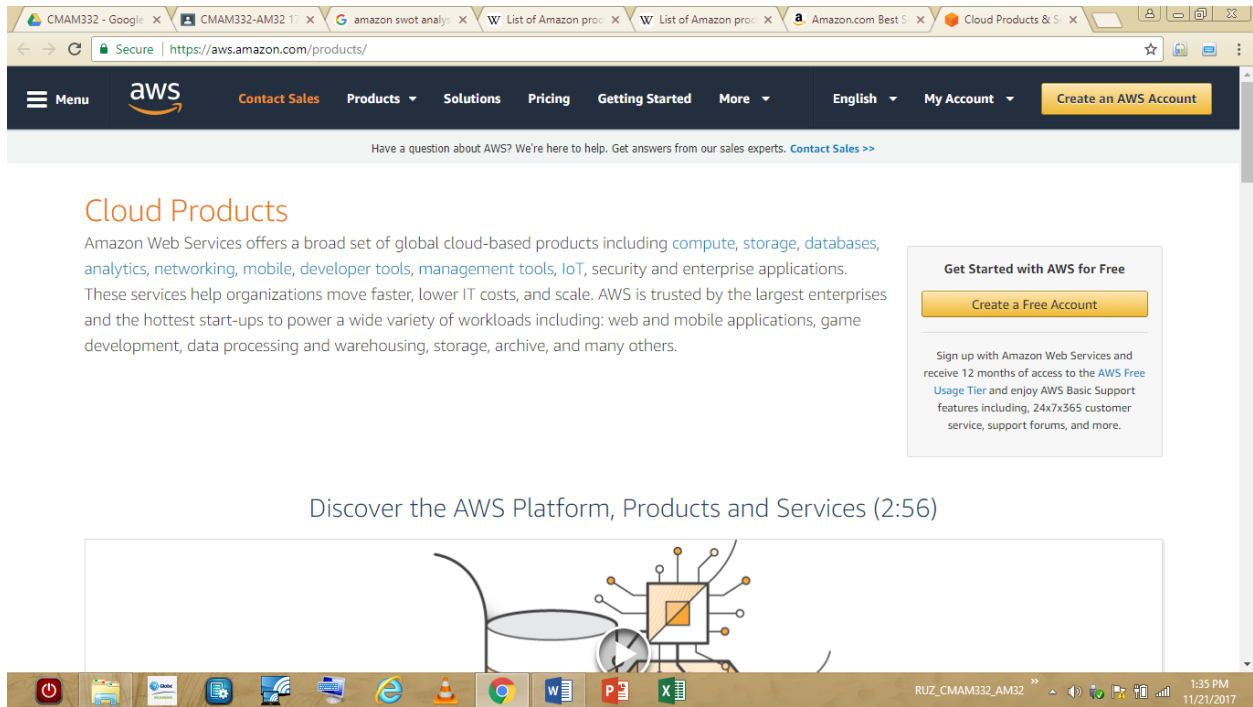 CMAM332 - Google
CMAM332-AM32 17
amazon swot analys
W List of Amazon prod
W List of Amazon prod
a Amazon.com Best S
Cloud Products & S
Secure | https://aws.amazon.com/products/
Menu
aws
Contact Sales
Products
Solutions
Pricing
Getting Started
More
English
My Account
Create an AWS Account
Have a question about AWS? We're here to help. Get answers from our sales experts. Contact Sales >>
Cloud Products
Amazon Web Services offers a broad set of global cloud-based products including compute, storage, databases,
analytics, networking, mobile, developer tools, management tools, IoT, security and enterprise applications.
These services help organizations move faster, lower IT costs, and scale. AWS is trusted by the largest enterprises
and the hottest start-ups to power a wide variety of workloads including: web and mobile applications, game
development, data processing and warehousing, storage, archive, and many others.
Get Started with AWS for Free
Create a Free Account
Sign up with Amazon Web Services and
receive 12 months of access to the AWS Free
Usage Tier and enjoy AWS Basic Support
features including, 24x7x365 customer
service, support forums, and more.
Discover the AWS Platform, Products and Services (2:56)
RUZ_CMAM332_AM32
1:35 PM
11/21/2017